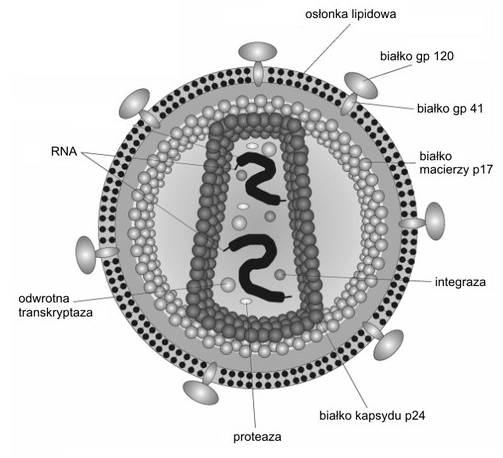 osłonka lipidowa
białko gp 120
białko gp 41
RNA
białko
macierzy p17
integraza
odwrotna
transkryptaza
białko kapsydu p24
proteaza